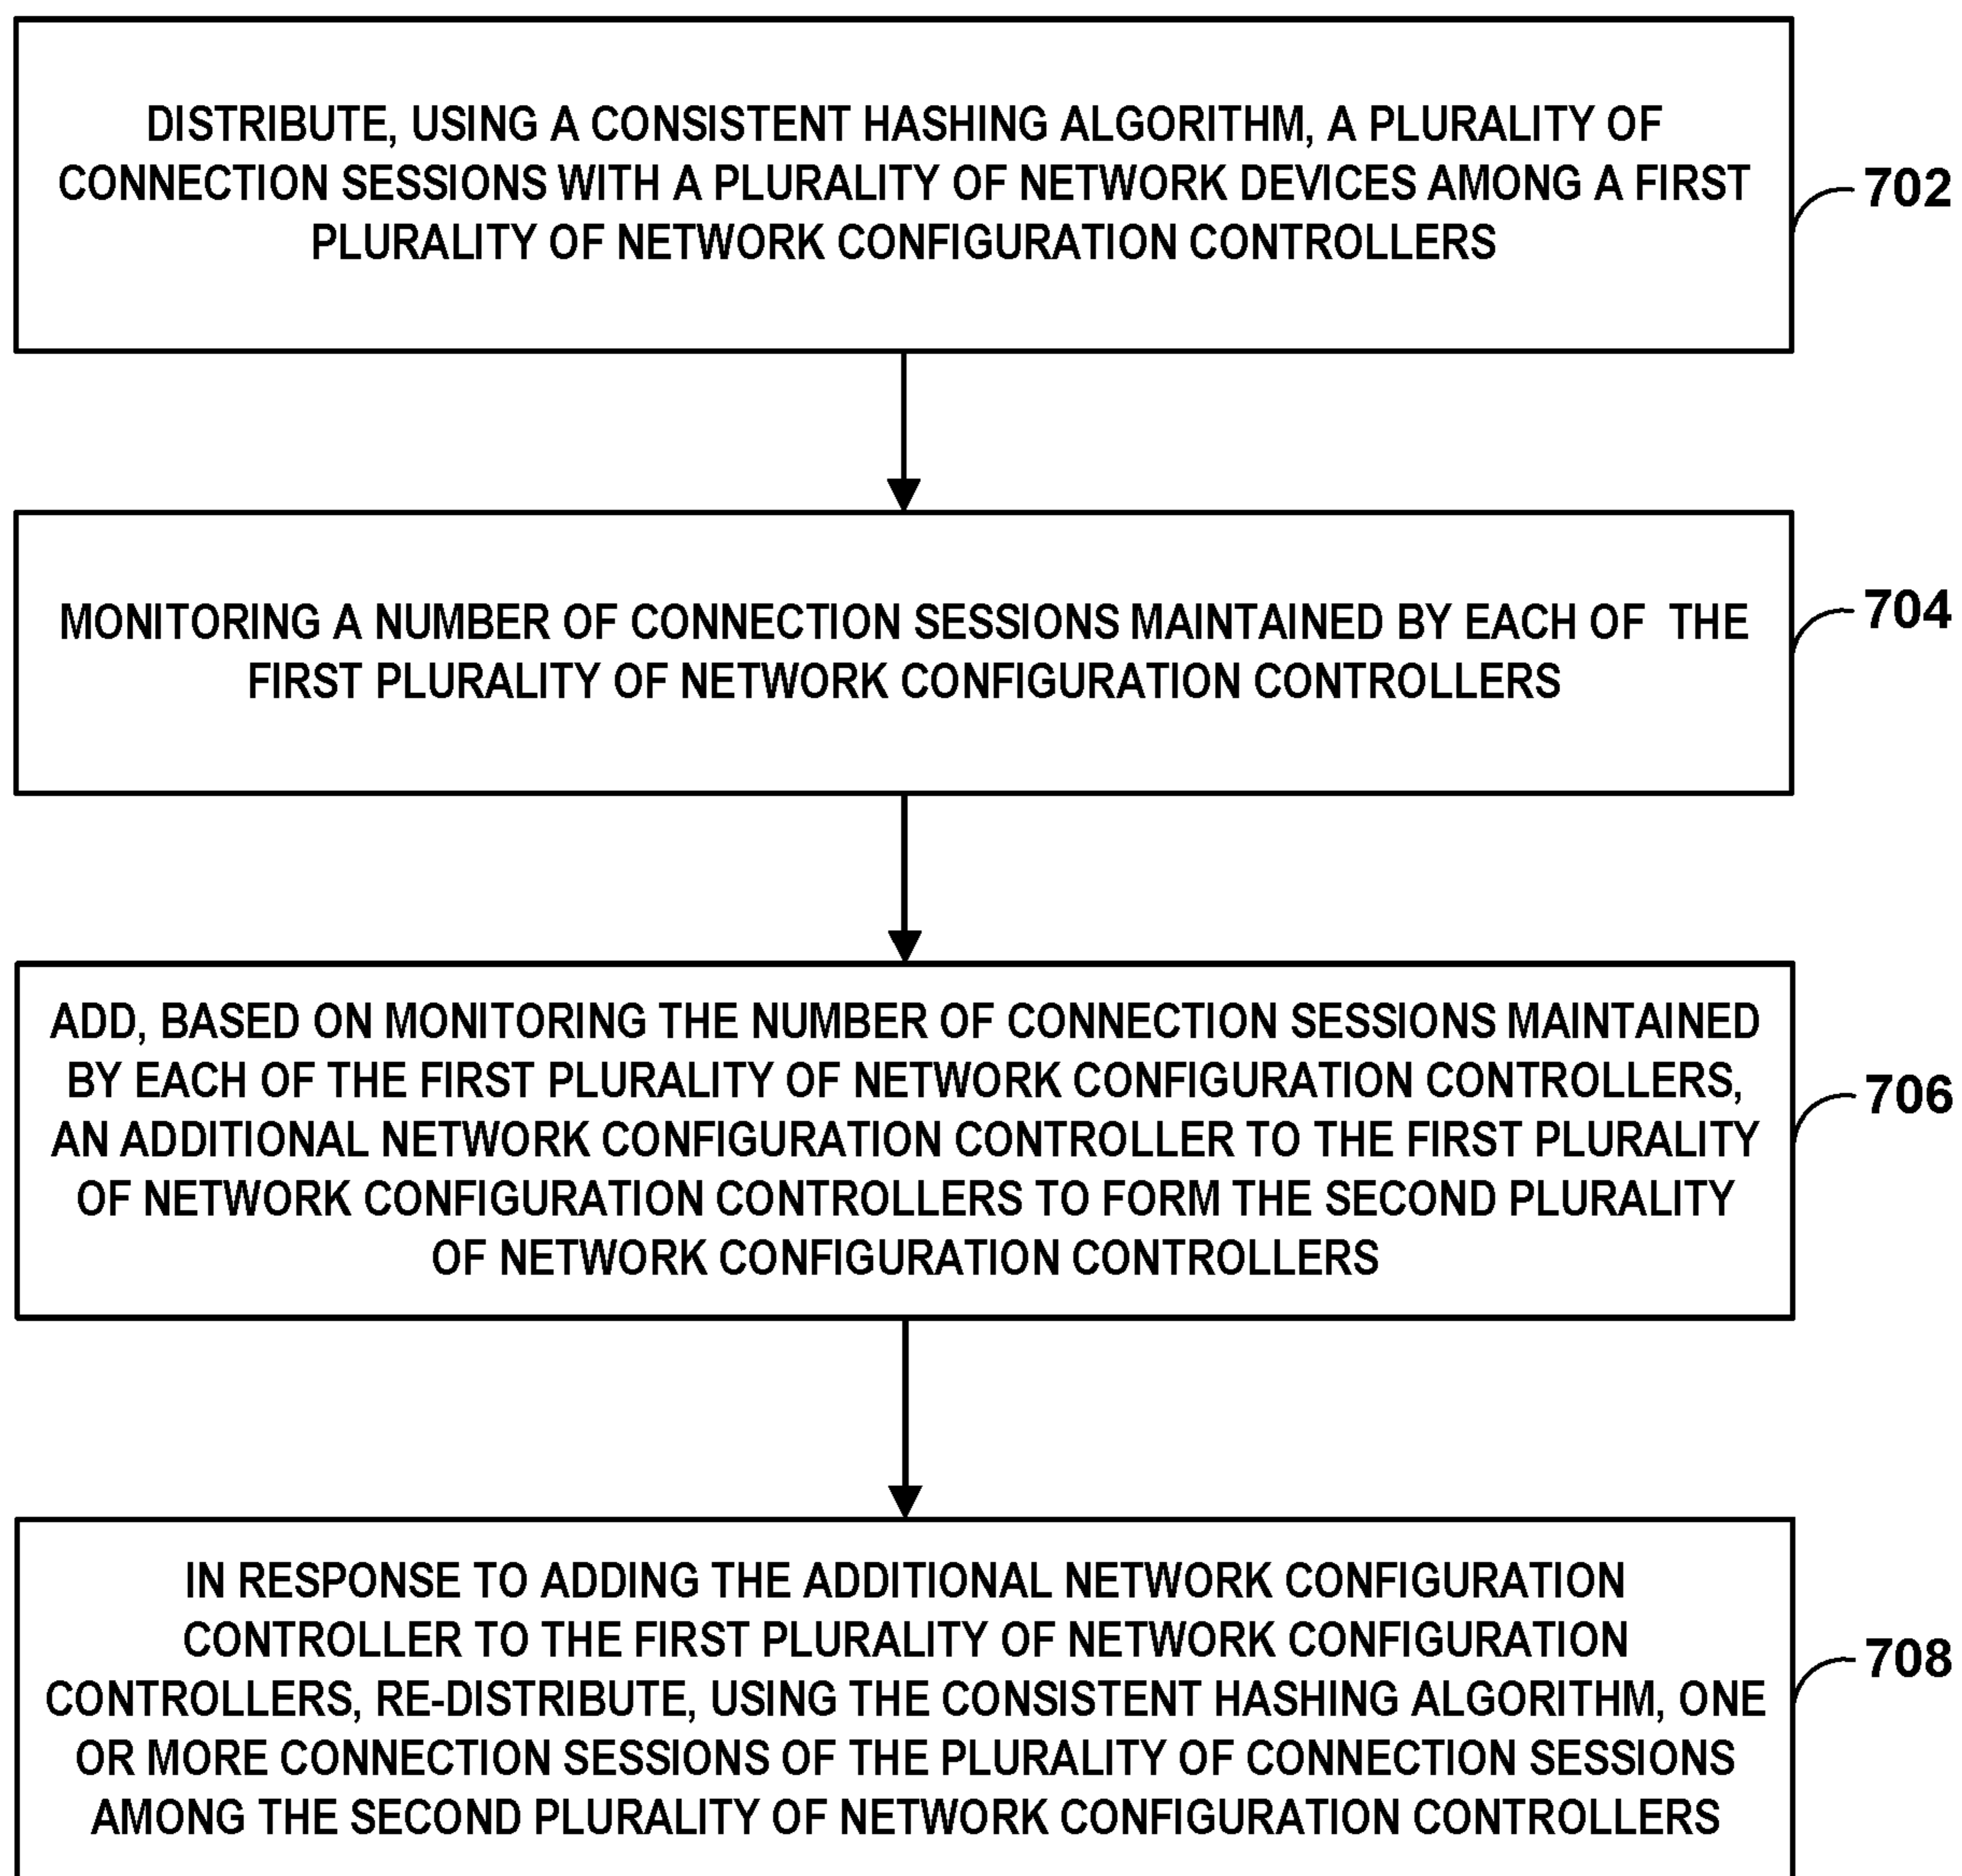 DISTRIBUTE, USING A CONSISTENT HASHING ALGORITHM, A PLURALITY OF
CONNECTION SESSIONS WITH A PLURALITY OF NETWORK DEVICES AMONG A FIRST
PLURALITY OF NETWORK CONFIGURATION CONTROLLERS
702
MONITORING A NUMBER OF CONNECTION SESSIONS MAINTAINED BY EACH OF THE
FIRST PLURALITY OF NETWORK CONFIGURATION CONTROLLERS
704
ADD, BASED ON MONITORING THE NUMBER OF CONNECTION SESSIONS MAINTAINED
BY EACH OF THE FIRST PLURALITY OF NETWORK CONFIGURATION CONTROLLERS,
AN ADDITIONAL NETWORK CONFIGURATION CONTROLLER TO THE FIRST PLURALITY
OF NETWORK CONFIGURATION CONTROLLERS TO FORM THE SECOND PLURALITY
OF NETWORK CONFIGURATION CONTROLLERS
706
IN RESPONSE TO ADDING THE ADDITIONAL NETWORK CONFIGURATION
CONTROLLER TO THE FIRST PLURALITY OF NETWORK CONFIGURATION
CONTROLLERS, RE-DISTRIBUTE, USING THE CONSISTENT HASHING ALGORITHM, ONE
OR MORE CONNECTION SESSIONS OF THE PLURALITY OF CONNECTION SESSIONS
AMONG THE SECOND PLURALITY OF NETWORK CONFIGURATION CONTROLLERS
708